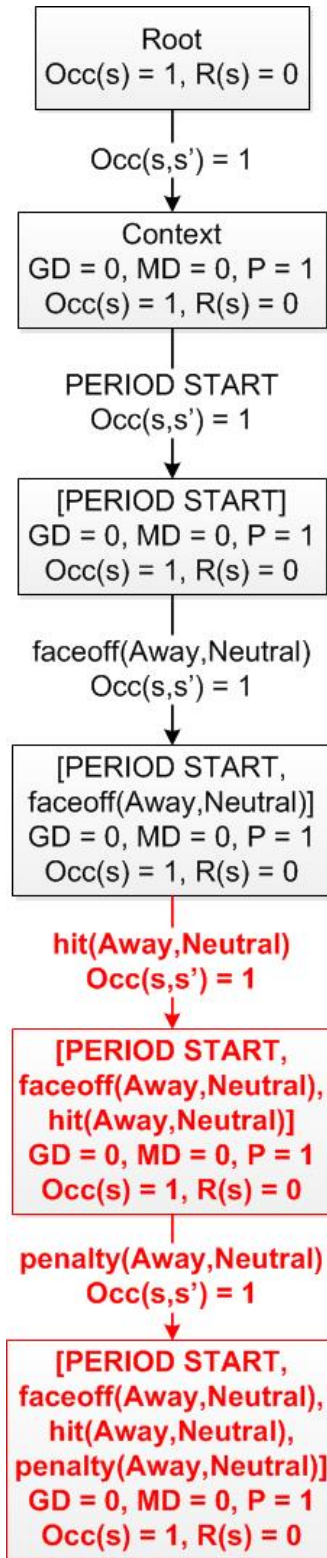 Root
Occ(s) = 1, R(s) = 0
Occ(s,s’) = 1
Context
GD = 0, MD = 0, P = 1
Occ(s) = 1, R(s) = 0
PERIOD START
Occ(s,s’) = 1
[PERIOD START]
GD = 0, MD = 0, P = 1
Occ(s) = 1, R(s) = 0
faceoff(Away,Neutral)
Occ(s,s’) = 1
[PERIOD START,
faceoff(Away,Neutral)]
GD = 0, MD = 0, P = 1
Occ(s) = 1, R(s) = 0
hit(Away,Neutral)
Occ(s,s’) = 1
[PERIOD START,
faceoff(Away,Neutral),
hit(Away,Neutral)]
GD = 0, MD = 0, P = 1
Occ(s) = 1, R(s) = 0
penalty(Away,Neutral)
Occ(s,s’) = 1
[PERIOD START,
faceoff(Away,Neutral),
hit(Away,Neutral),
penalty(Away,Neutral)]
GD = 0, MD = 0, P = 1
Occ(s) = 1, R(s) = 0